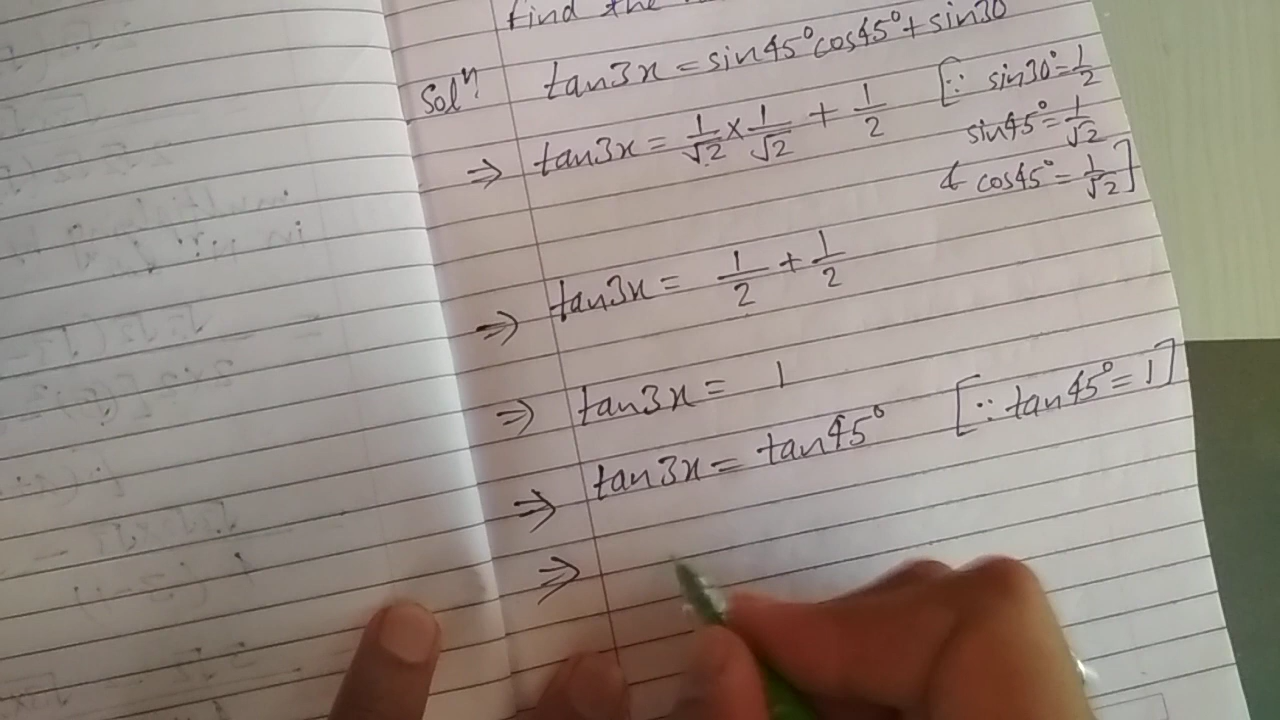 find the
Solⁿ: tan3x = sin45° cos45° + sin30
⇒ tan3x = 1/√2 × 1/√2 + 1/2 [∵ sin30° = 1/2
sin45° = 1/√2
& cos45° = 1/√2]
⇒ tan3x = 1/2 + 1/2
⇒ tan3x = 1
⇒ tan3x = tan45° [∵ tan45° = 1]
⇒